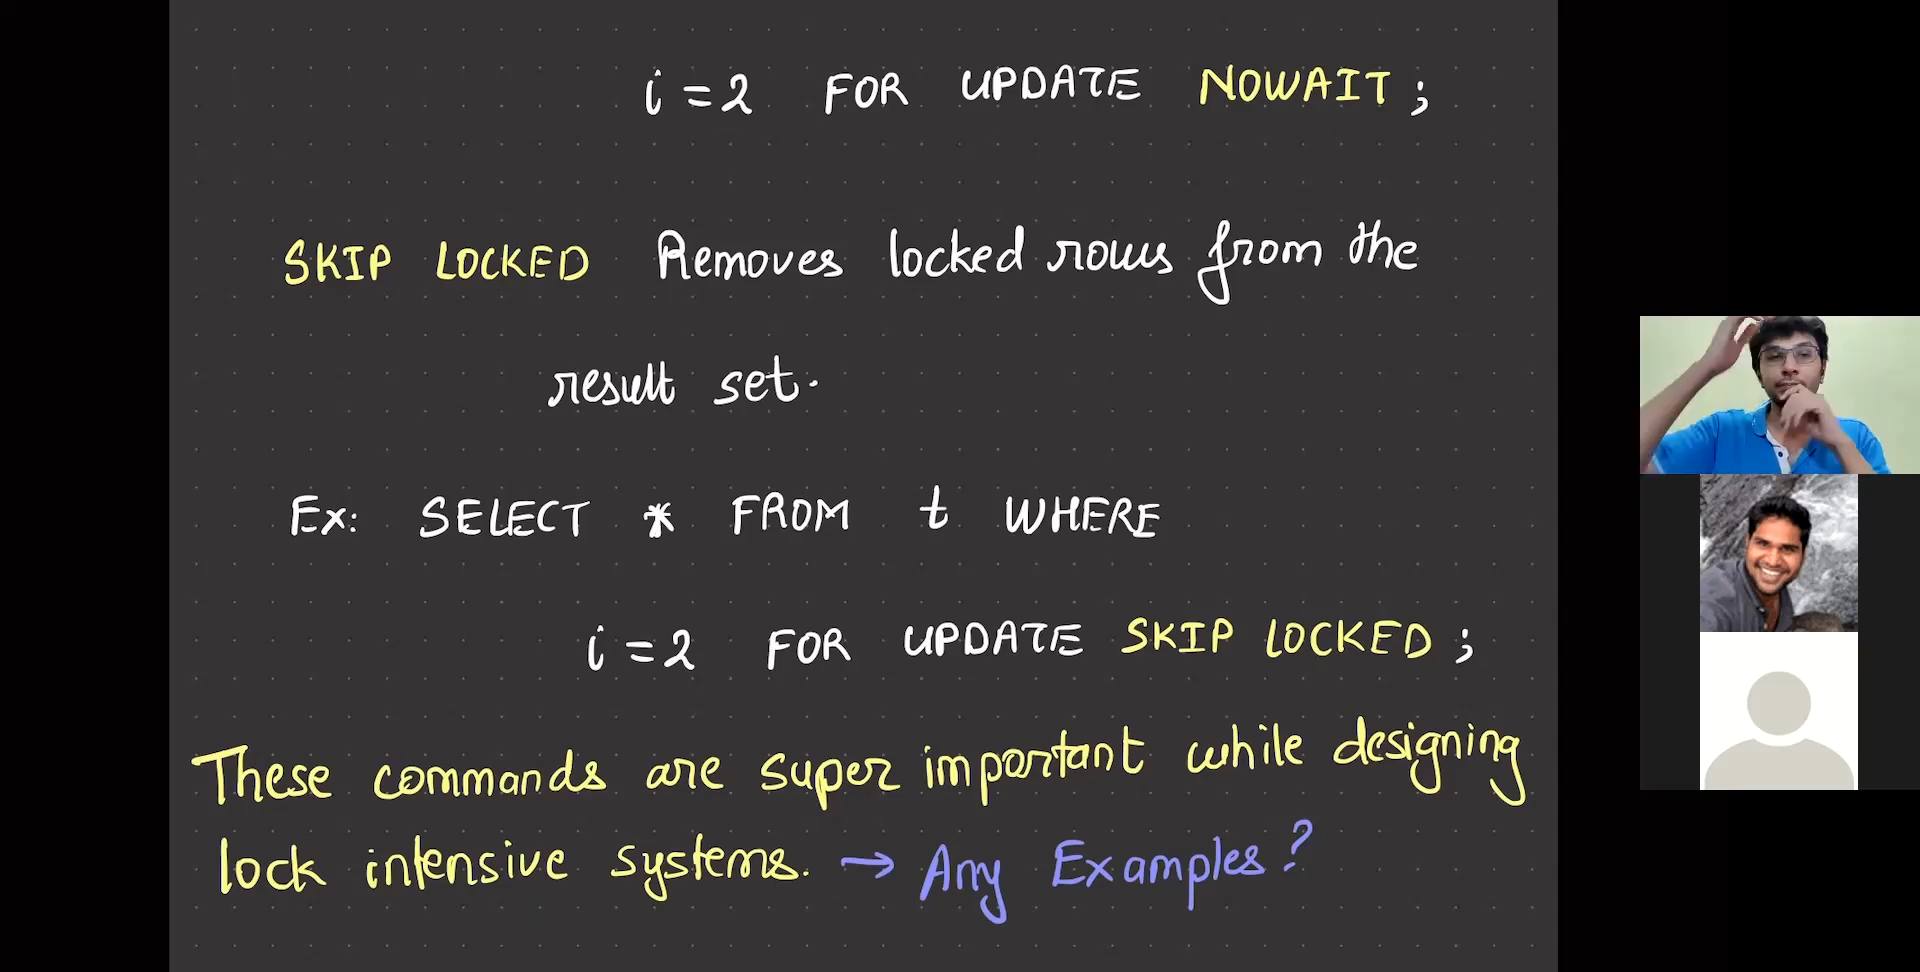 i = 2 FOR UPDATE NOWAIT ;
SKIP LOCKED Removes locked rows from the
result set.
Ex: SELECT * FROM t WHERE
i = 2 FOR UPDATE SKIP LOCKED ;
These commands are super important while designing
lock intensive systems. → Any Examples?